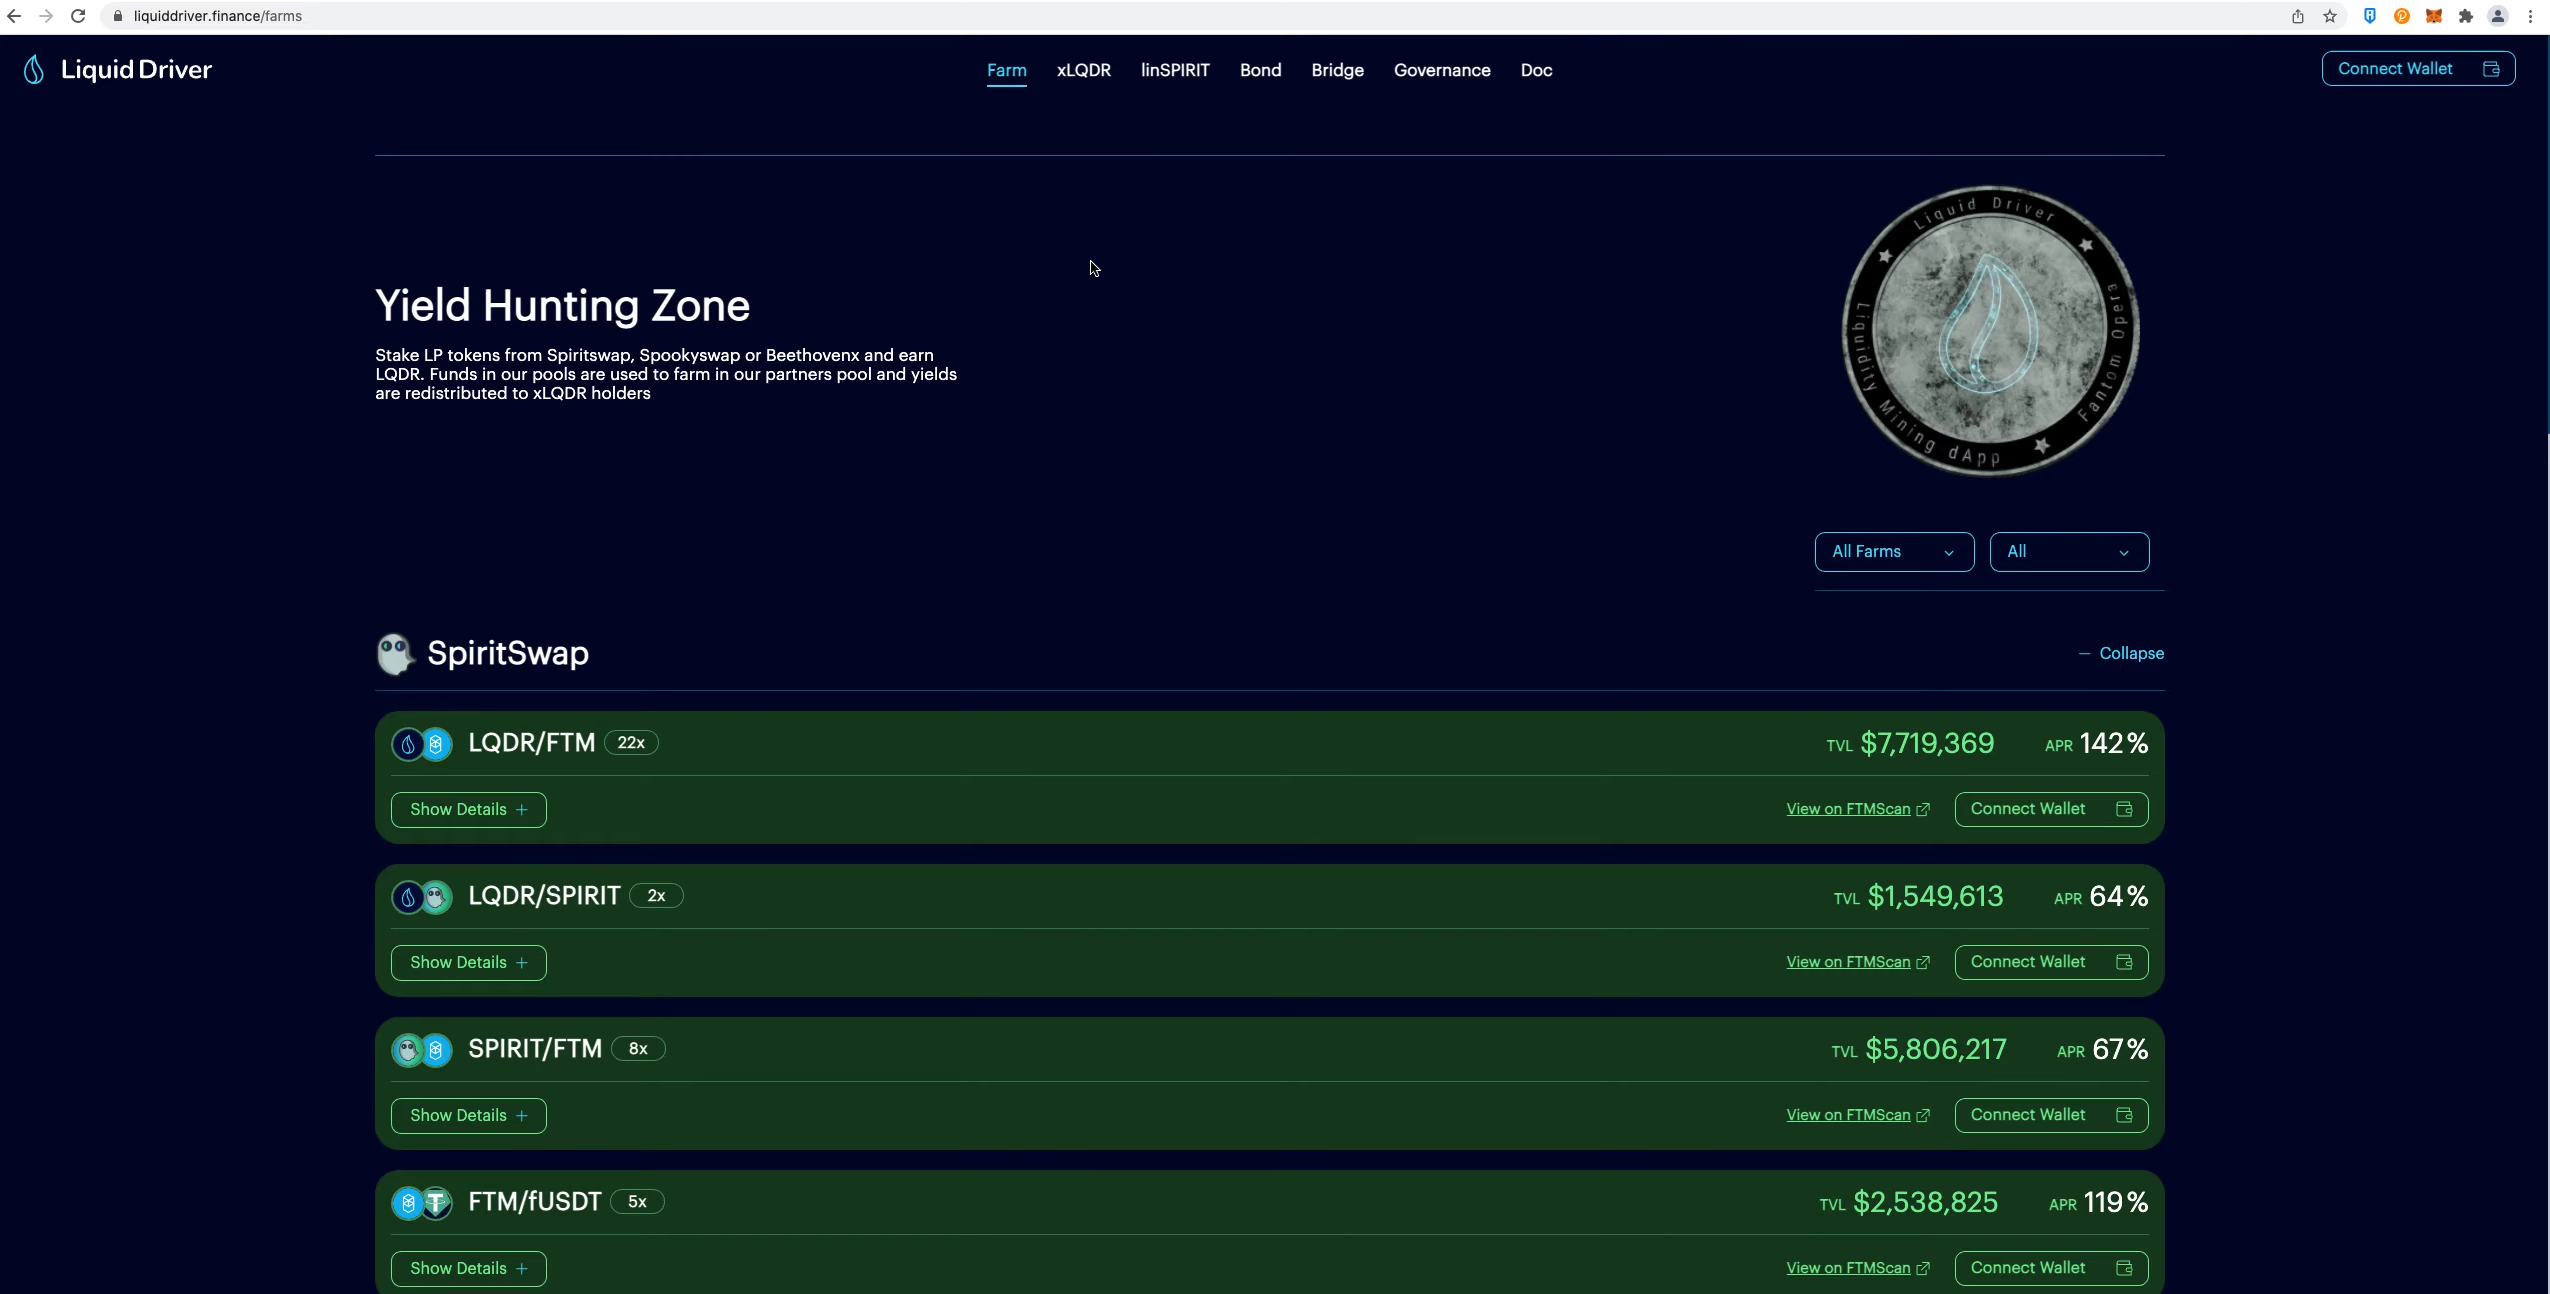 liquiddriver.finance/farms
Liquid Driver
Farm xLQDR linSPIRIT Bond Bridge Governance Doc
Connect Wallet
Yield Hunting Zone
Stake LP tokens from Spiritswap, Spookyswap or Beethovenx and earn
LQDR. Funds in our pools are used to farm in our partners pool and yields
are redistributed to xLQDR holders
Liquid Driver
Fantom Opera
Liqidity Mining dApp
All Farms
All
SpiritSwap
— Collapse
LQDR/FTM 22x TVL $7,719,369 APR 142%
Show Details + View on FTMScan Connect Wallet
LQDR/SPIRIT 2x TVL $1,549,613 APR 64%
Show Details + View on FTMScan Connect Wallet
SPIRIT/FTM 8x TVL $5,806,217 APR 67%
Show Details + View on FTMScan Connect Wallet
FTM/fUSDT 5x TVL $2,538,825 APR 119%
Show Details + View on FTMScan Connect Wallet